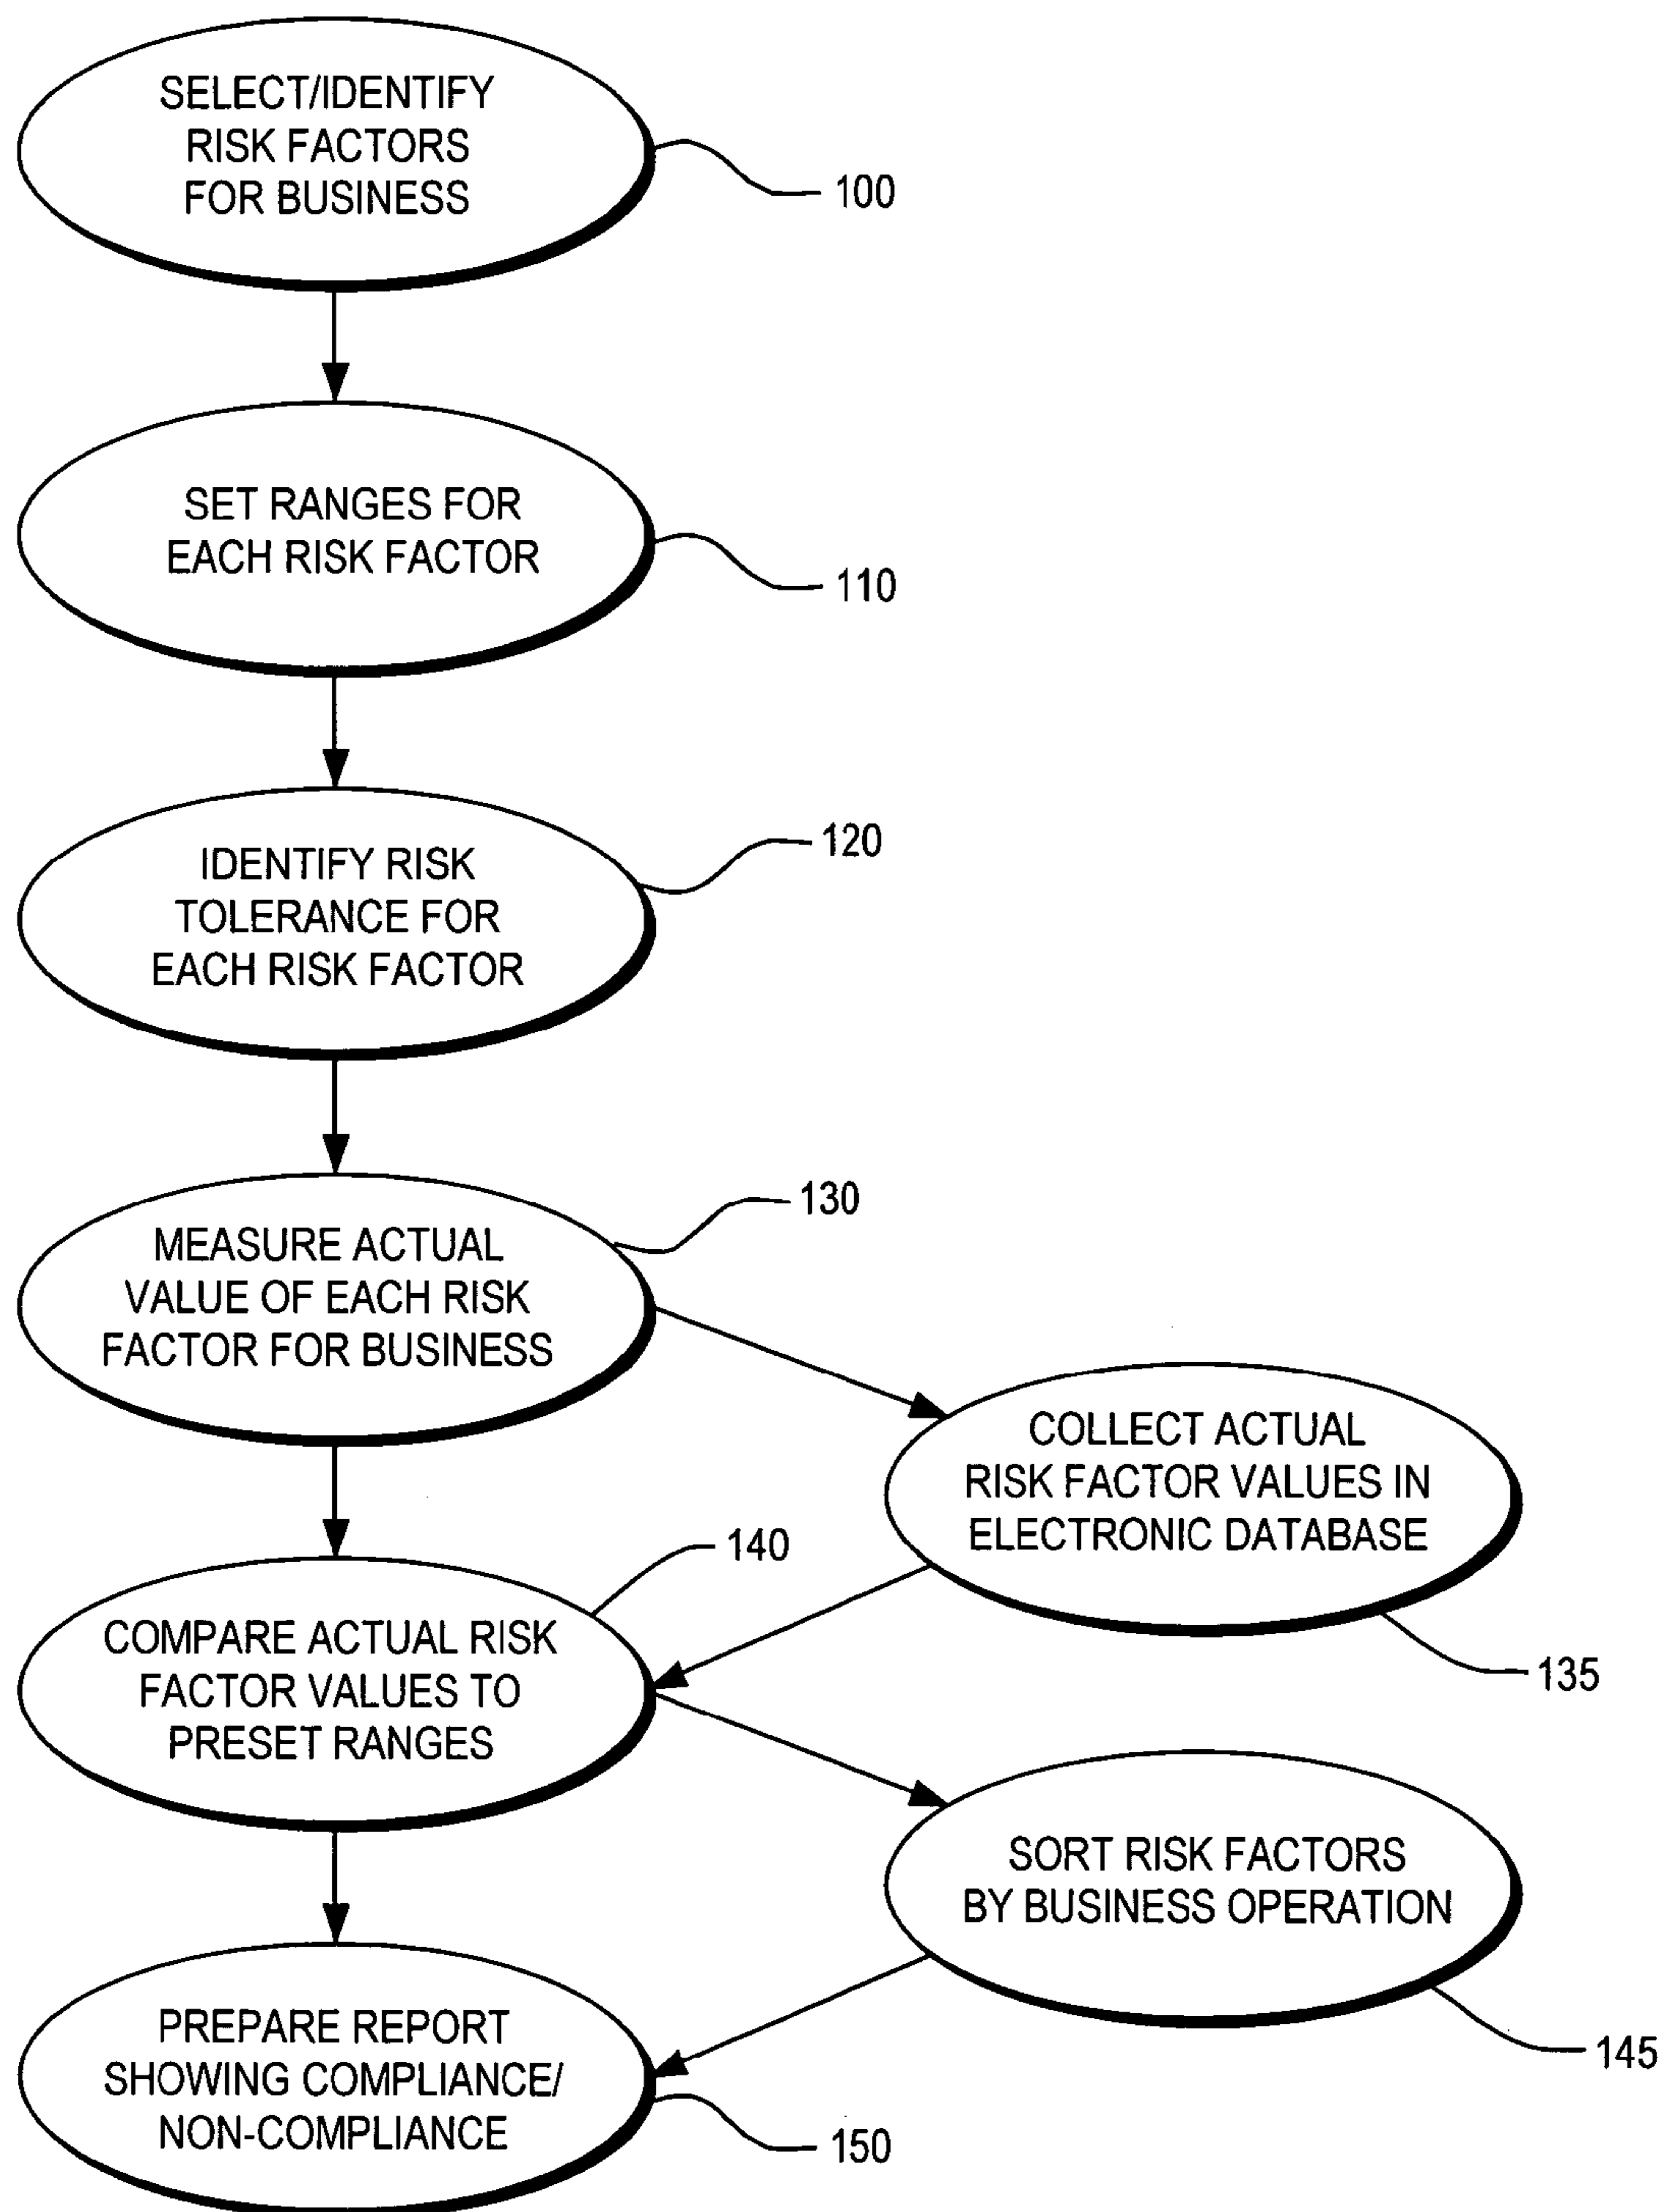 SELECT/IDENTIFY
RISK FACTORS
FOR BUSINESS
100
SET RANGES FOR
EACH RISK FACTOR
110
IDENTIFY RISK
TOLERANCE FOR
EACH RISK FACTOR
120
MEASURE ACTUAL
VALUE OF EACH RISK
FACTOR FOR BUSINESS
130
COLLECT ACTUAL
RISK FACTOR VALUES IN
ELECTRONIC DATABASE
135
COMPARE ACTUAL RISK
FACTOR VALUES TO
PRESET RANGES
140
SORT RISK FACTORS
BY BUSINESS OPERATION
145
PREPARE REPORT
SHOWING COMPLIANCE/
NON-COMPLIANCE
150